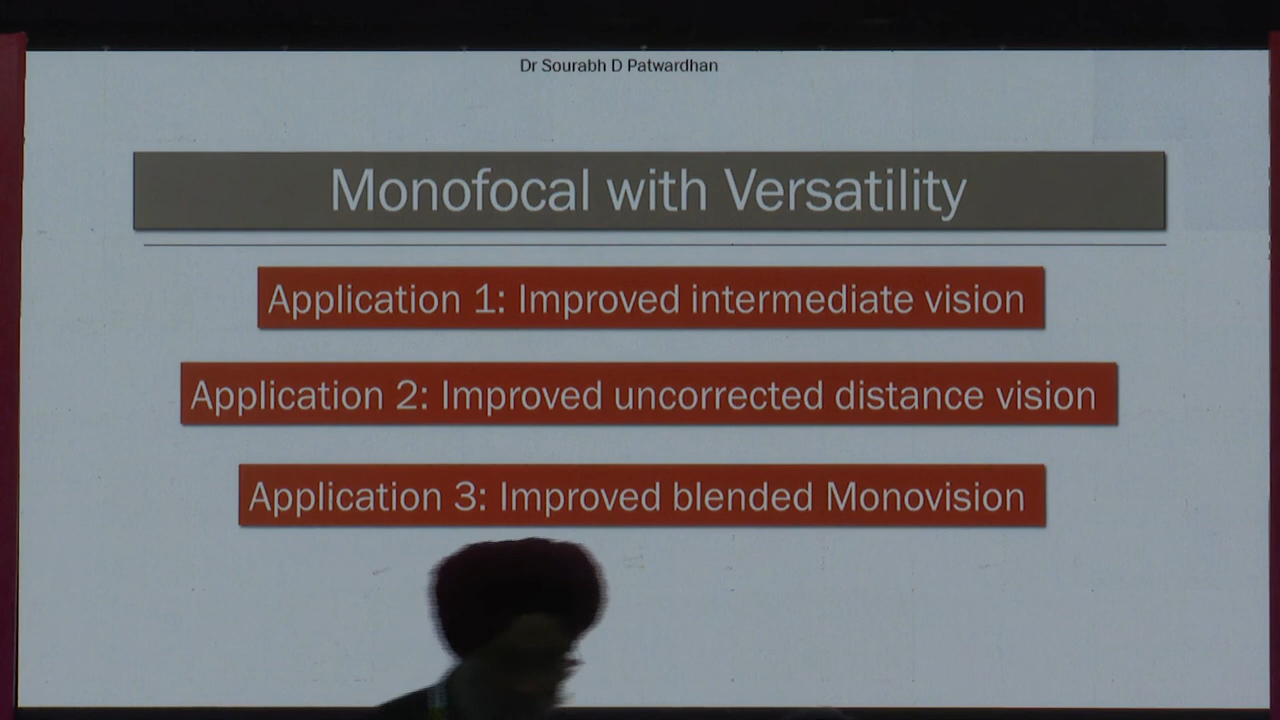 Dr Sourabh D Patwardhan
Monofocal with Versatility
Application 1: Improved intermediate vision
Application 2: Improved uncorrected distance vision
Application 3: Improved blended Monovision